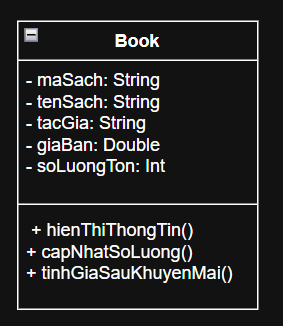 Book
- maSach: String
- tenSach: String
- tacGia: String
- giaBan: Double
- soLuongTon: Int
+ hienThiThongTin()
+ capNhatSoLuong()
+ tinhGiaSauKhuyenMai()